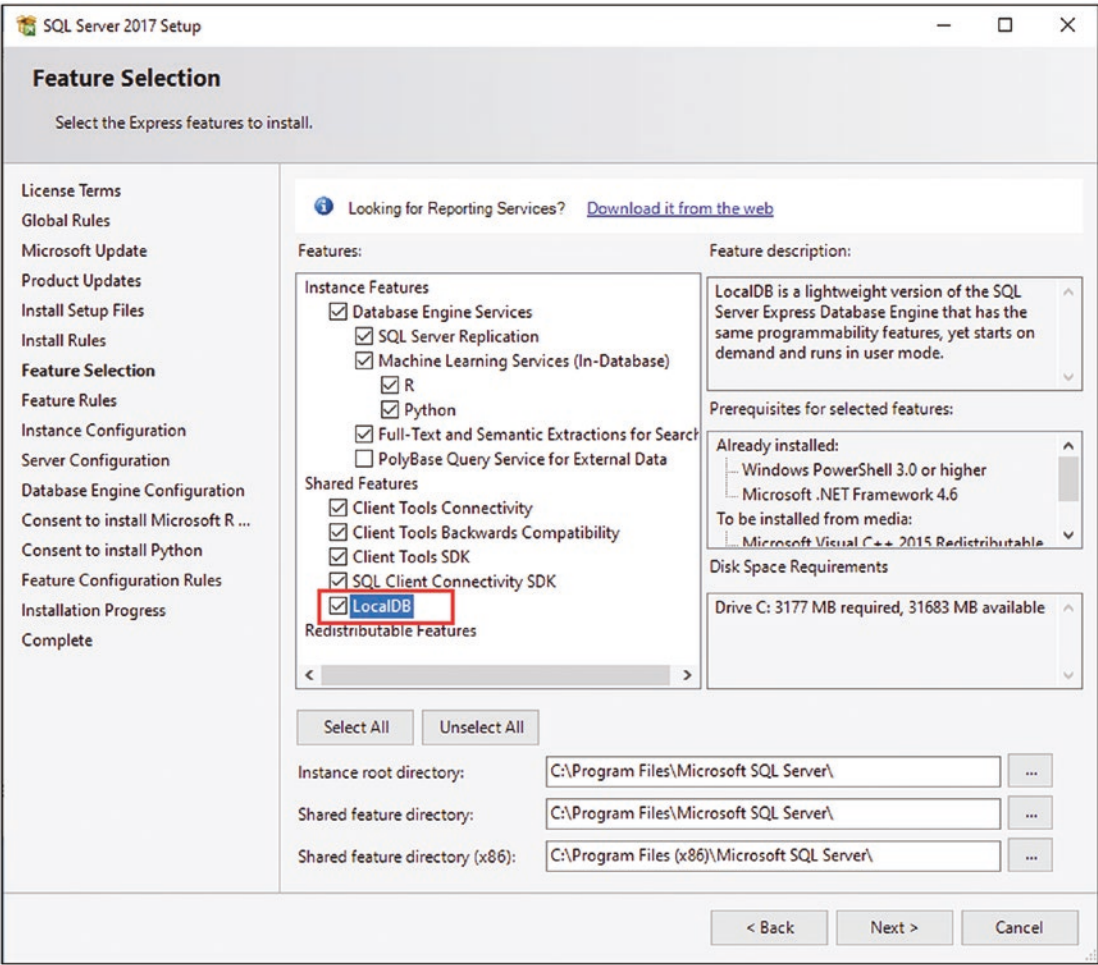 SQL Server 2017 Setup
Feature Selection
Select the Express features to install.
License Terms
Global Rules
Microsoft Update
Product Updates
Install Setup Files
Install Rules
Feature Selection
Feature Rules
Instance Configuration
Server Configuration
Database Engine Configuration
Consent to install Microsoft R ...
Consent to install Python
Feature Configuration Rules
Installation Progress
Complete
Looking for Reporting Services? Download it from the web
Features:
Instance Features
Database Engine Services
SQL Server Replication
Machine Learning Services (In-Database)
R
Python
Full-Text and Semantic Extractions for Search
PolyBase Query Service for External Data
Shared Features
Client Tools Connectivity
Client Tools Backwards Compatibility
Client Tools SDK
SQL Client Connectivity SDK
LocalDB
Redistributable Features
Feature description:
LocalDB is a lightweight version of the SQL
Server Express Database Engine that has the
same programmability features, yet starts on
demand and runs in user mode.
Prerequisites for selected features:
Already installed:
Windows PowerShell 3.0 or higher
Microsoft .NET Framework 4.6
To be installed from media:
Microsoft Visual C++ 2015 Redistributable
Disk Space Requirements
Drive C: 3177 MB required, 31683 MB available
Select All
Unselect All
Instance root directory: C:\Program Files\Microsoft SQL Server\ ...
Shared feature directory: C:\Program Files\Microsoft SQL Server\ ...
Shared feature directory (x86): C:\Program Files (x86)\Microsoft SQL Server\ ...
< Back
Next >
Cancel